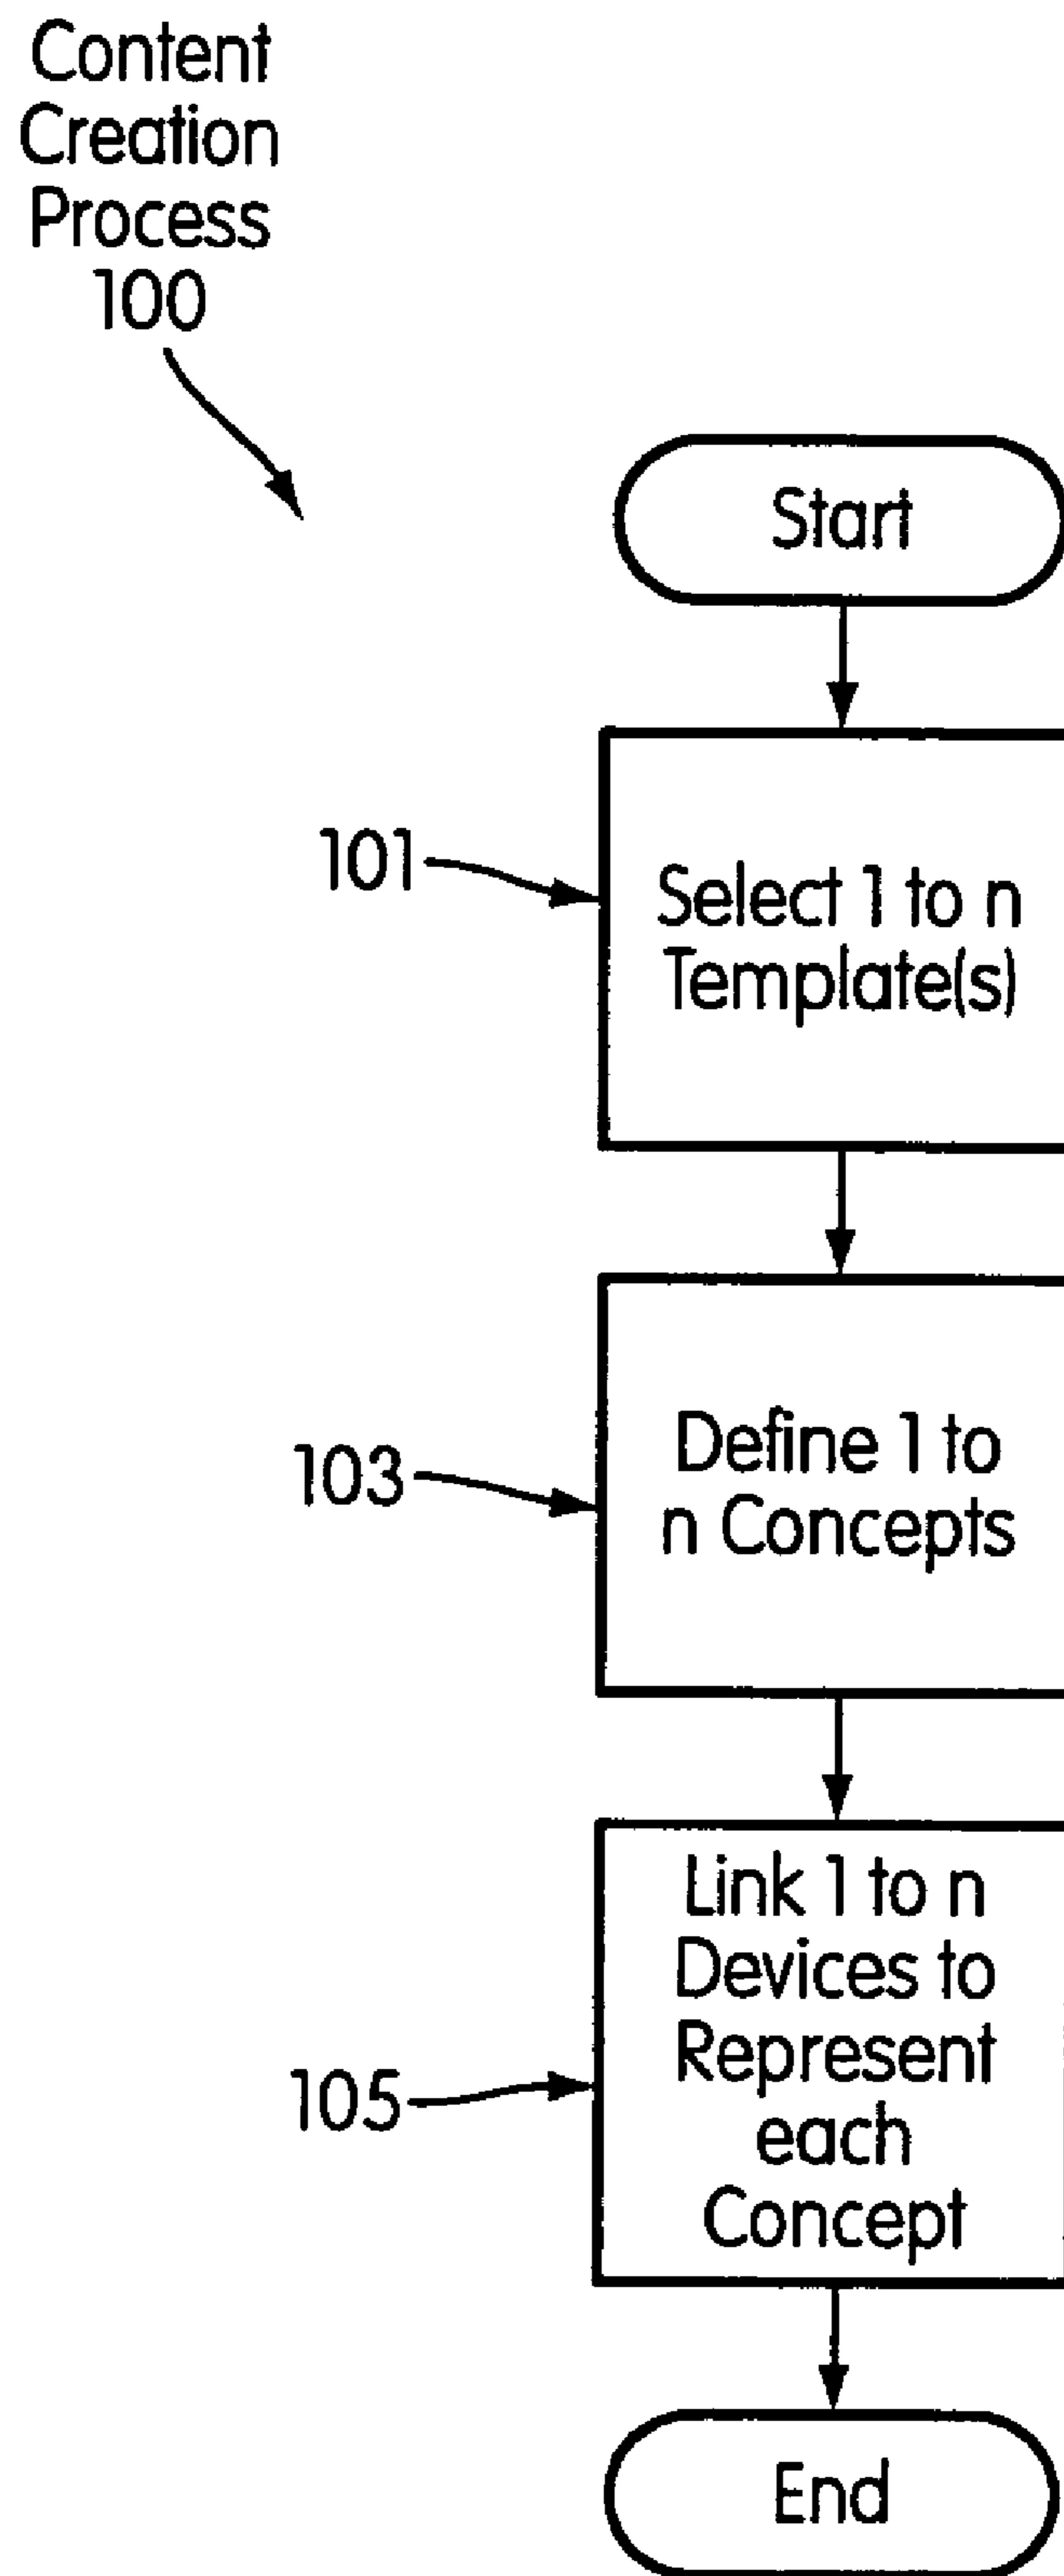 Content
Creation
Process
100
Start
101
Select 1 to n
Template(s)
103
Define 1 to
n Concepts
105
Link 1 to n
Devices to
Represent
each
Concept
End